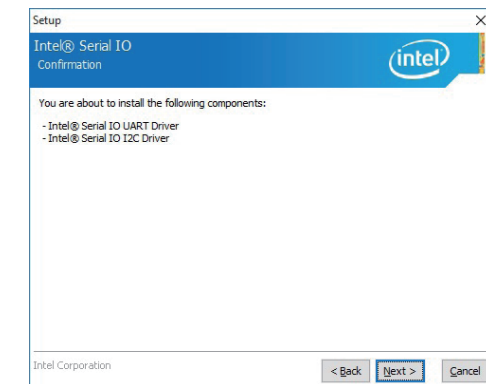 Setup
Intel® Serial IO
Confirmation
intel
You are about to install the following components:
- Intel® Serial IO UART Driver
- Intel® Serial IO I2C Driver
Intel Corporation
< Back Next > Cancel